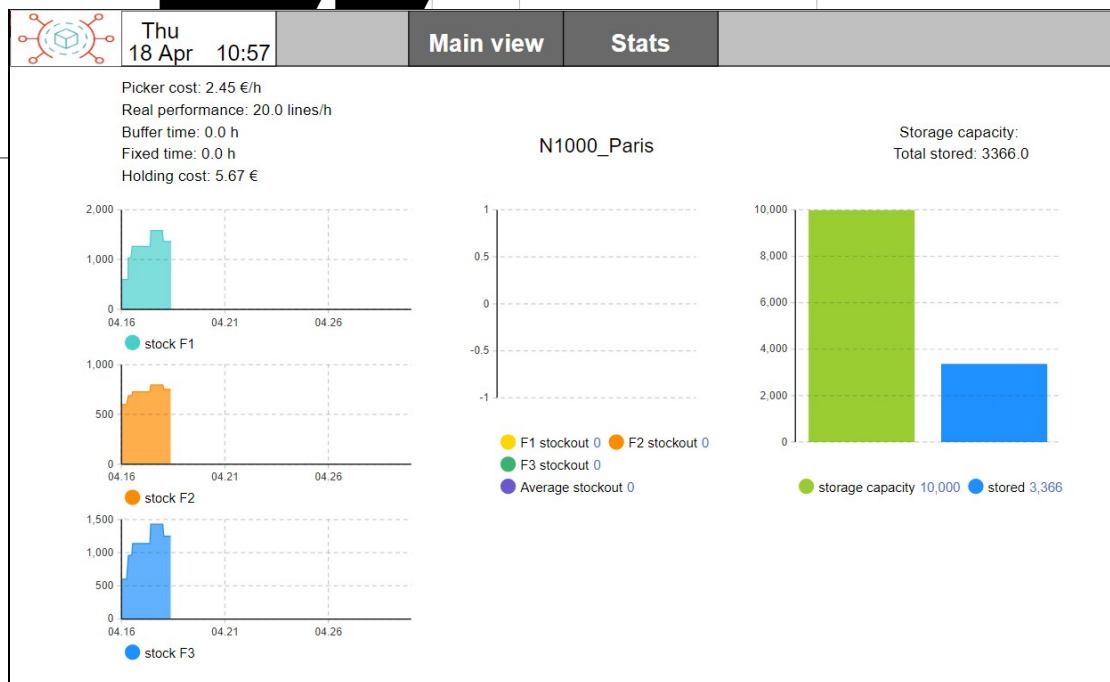 Thu
18 Apr 10:57
Main view
Stats
Picker cost: 2.45 €/h
Real performance: 20.0 lines/h
Buffer time: 0.0 h
Fixed time: 0.0 h
Holding cost: 5.67 €
N1000_Paris
Storage capacity:
Total stored: 3366.0
2,000
1,000
0
04.16 04.21 04.26
stock F1
1,000
500
0
04.16 04.21 04.26
stock F2
1,500
1,000
500
0
04.16 04.21 04.26
stock F3
1
0.5
0
-0.5
-1
F1 stockout 0 F2 stockout 0
F3 stockout 0
Average stockout 0
10,000
8,000
6,000
4,000
2,000
0
storage capacity 10,000 stored 3,366